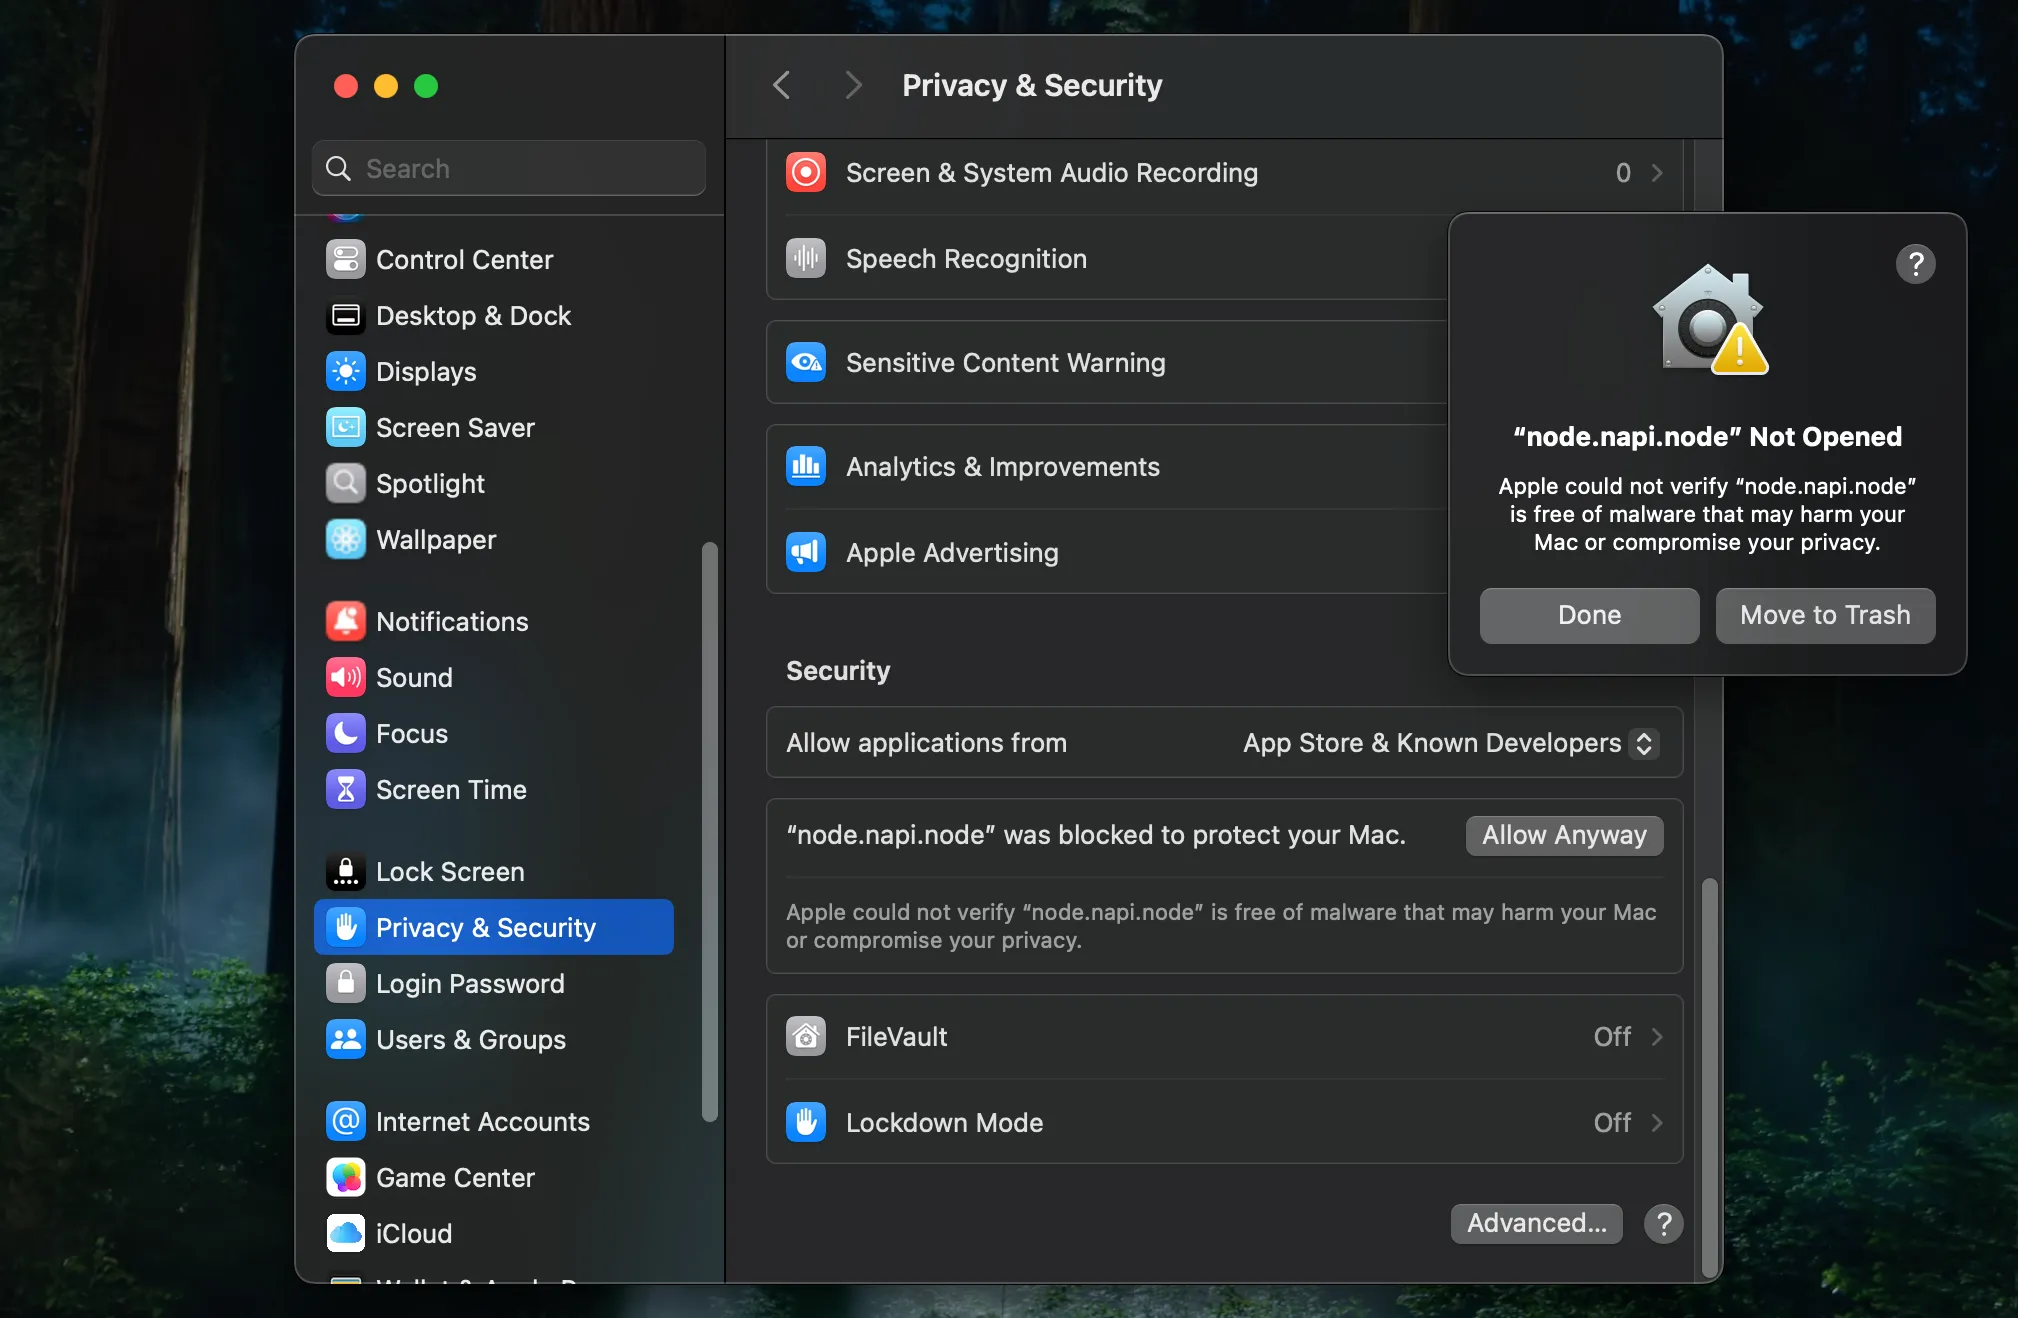 Search
Control Center
Desktop & Dock
Displays
Screen Saver
Spotlight
Wallpaper
Notifications
Sound
Focus
Screen Time
Lock Screen
Privacy & Security
Login Password
Users & Groups
Internet Accounts
Game Center
iCloud
Privacy & Security
Screen & System Audio Recording 0
Speech Recognition
Sensitive Content Warning
Analytics & Improvements
Apple Advertising
Security
Allow applications from App Store & Known Developers
“node.napi.node” was blocked to protect your Mac. Allow Anyway
Apple could not verify “node.napi.node” is free of malware that may harm your Mac
or compromise your privacy.
FileVault Off
Lockdown Mode Off
Advanced... ?
?
“node.napi.node” Not Opened
Apple could not verify “node.napi.node”
is free of malware that may harm your
Mac or compromise your privacy.
Done Move to Trash